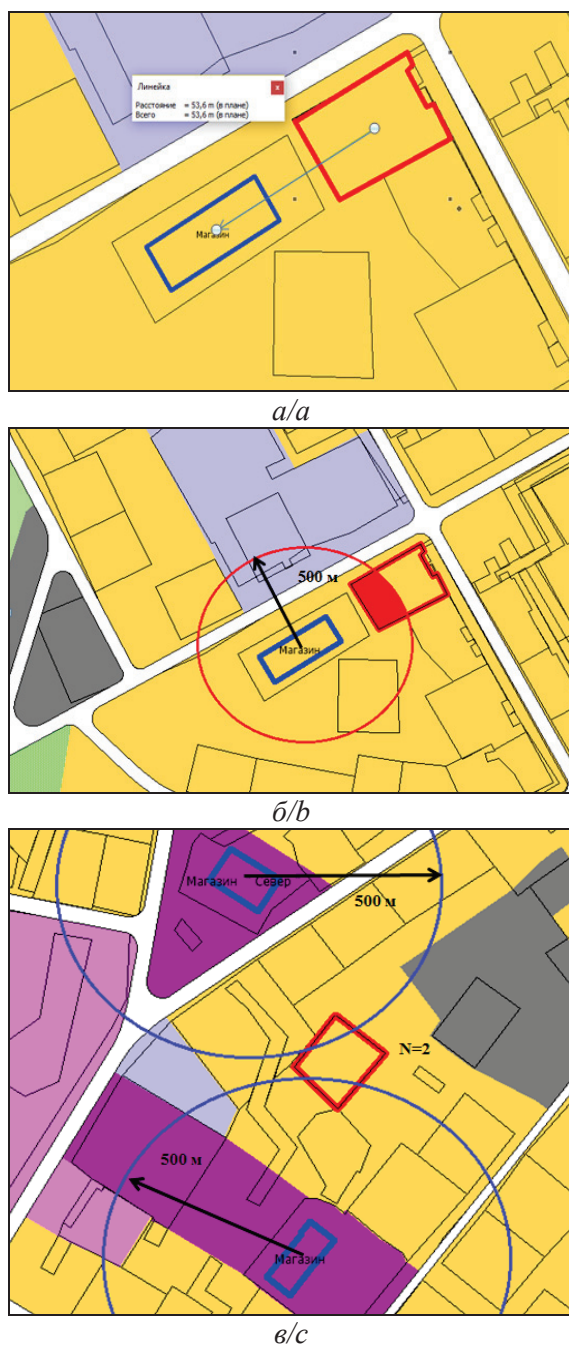 Линейка
x
Расстояние = 53,6 m (в плане)
Всего = 53,6 m (в плане)
Магазин
а/a
500 м
Магазин
б/b
Магазин Север
500 м
N=2
500 м
Магазин
в/c